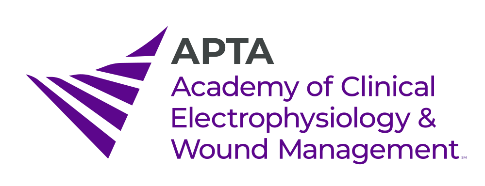 APTA
Academy of Clinical
Electrophysiology &
Wound Management